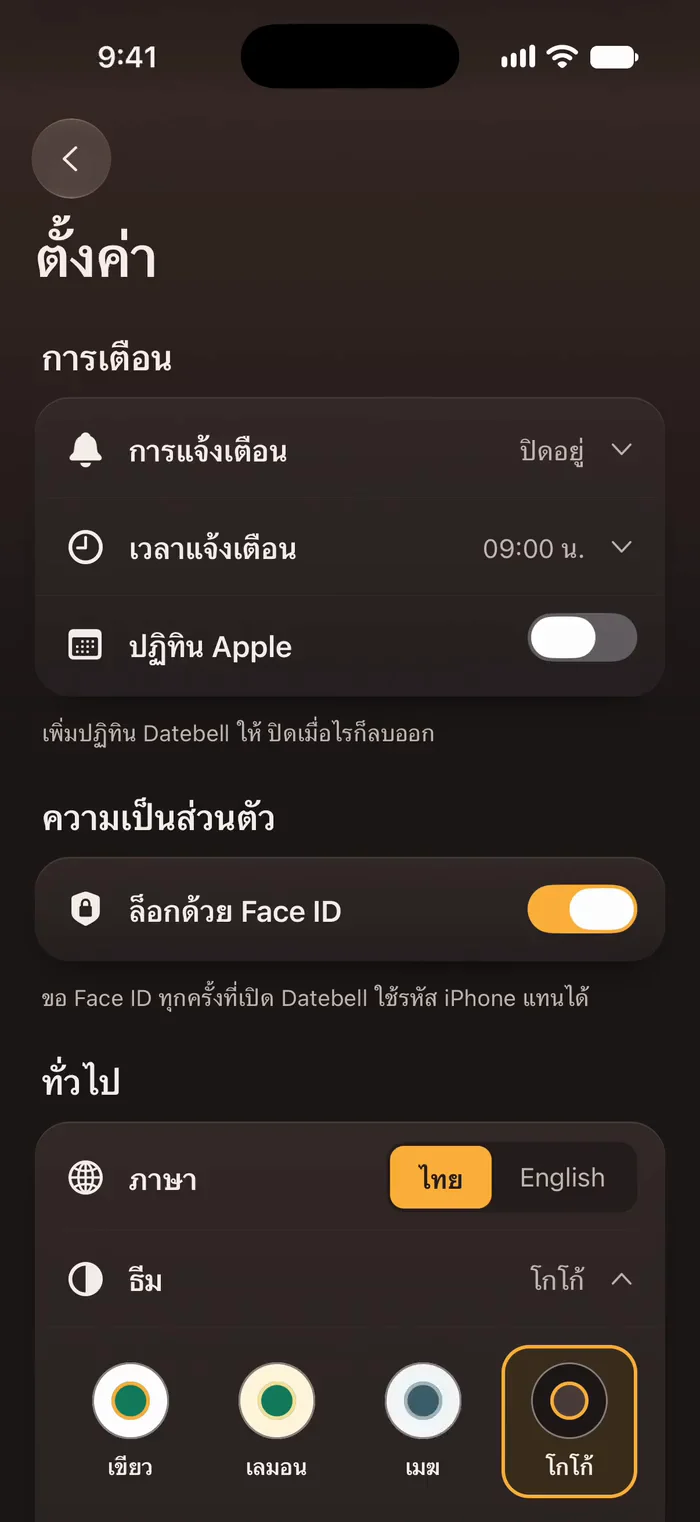 9:41
ตั้งค่า
การเตือน
การแจ้งเตือน ปิดอยู่
เวลาแจ้งเตือน 09:00 น.
ปฏิทิน Apple
เพิ่มปฏิทิน Datebell ให้ ปิดเมื่อไรก็ลบออก
ความเป็นส่วนตัว
ล็อกด้วย Face ID
ขอ Face ID ทุกครั้งที่เปิด Datebell ใช้รหัส iPhone แทนได้
ทั่วไป
ภาษา ไทย English
ธีม โกโก้
เขียว เลมอน เมฆ โกโก้